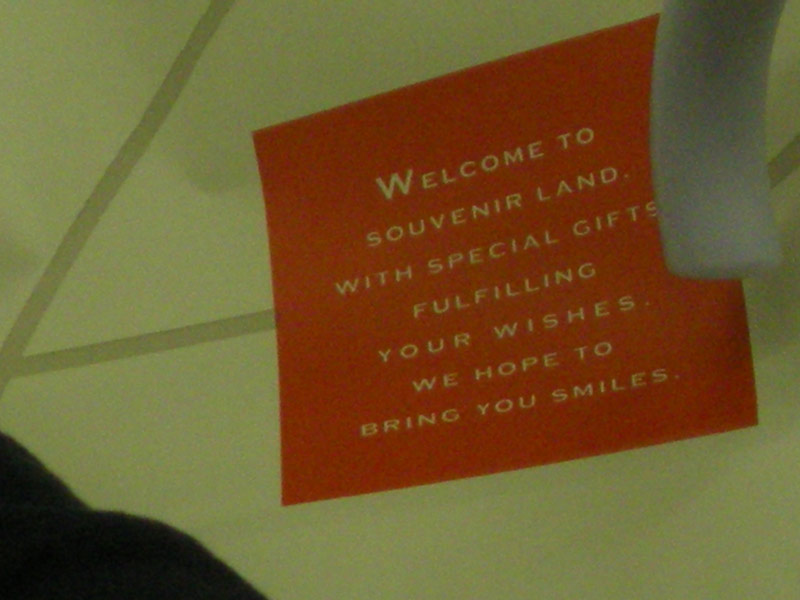 WELCOME TO
SOUVENIR LAND.
WITH SPECIAL GIFTS
FULFILLING
YOUR WISHES.
WE HOPE TO
BRING YOU SMILES.